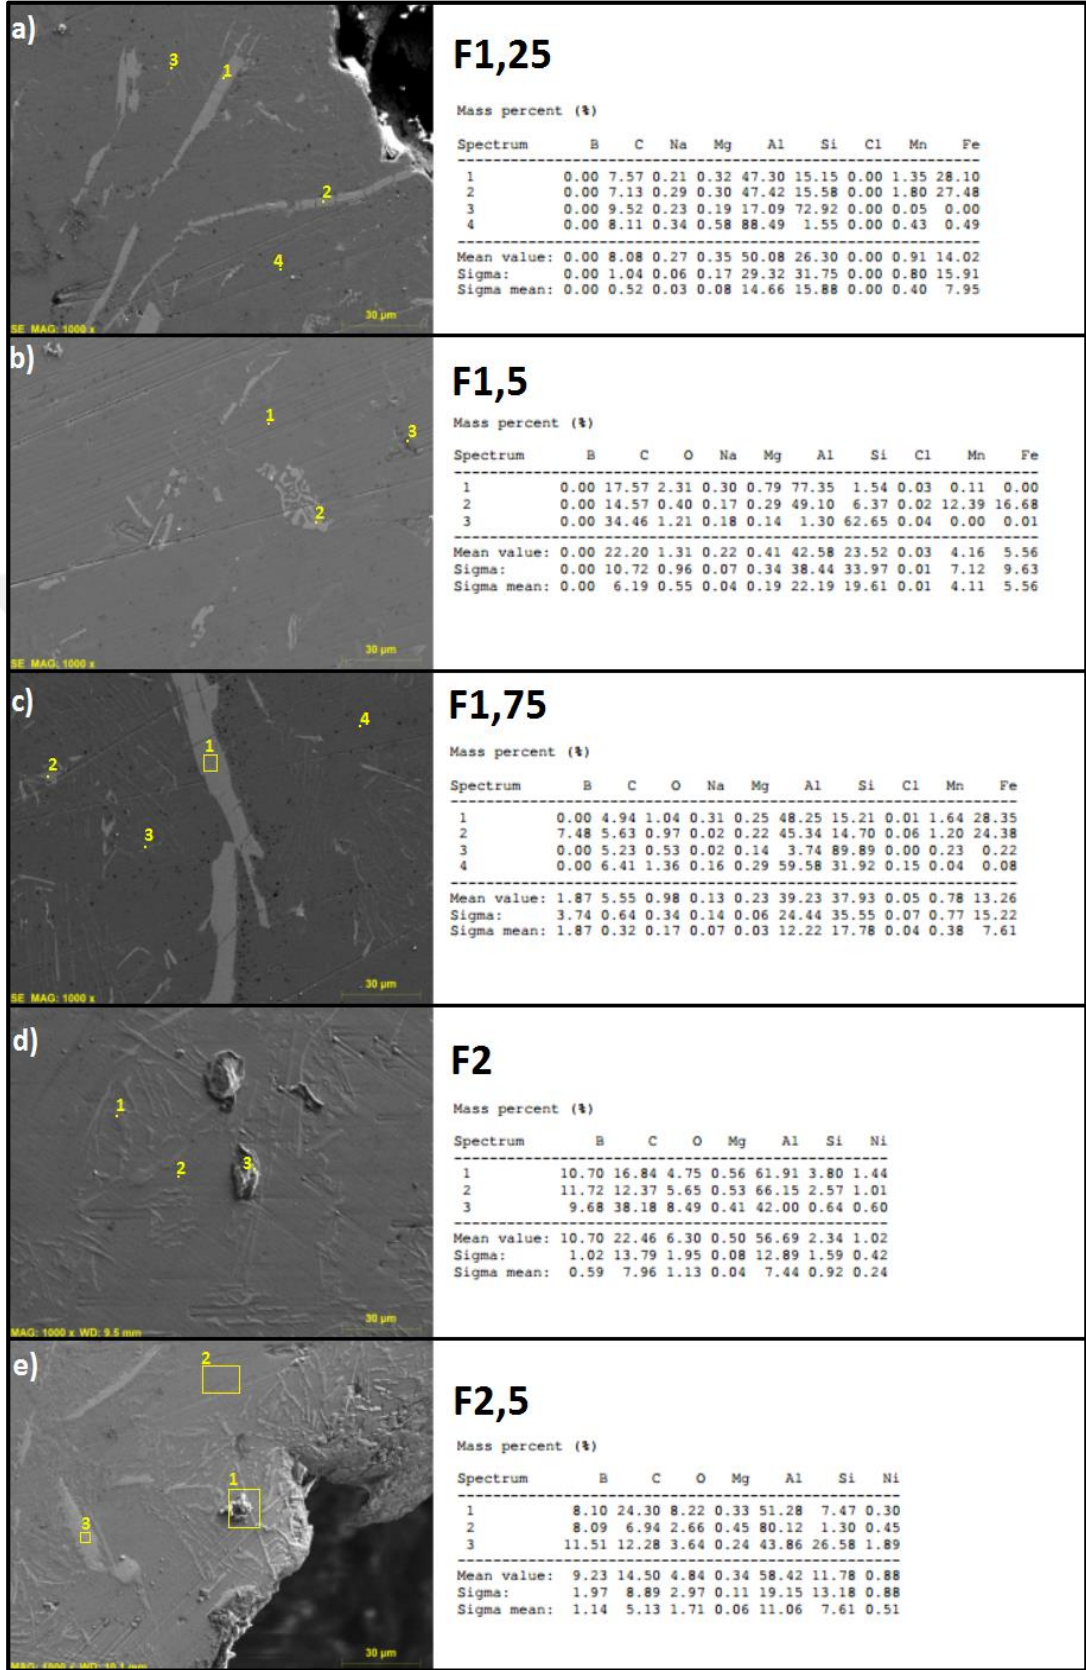 a)
3
1
2
4
SE MAG: 1000 x
30 µm
F1,25
Mass percent (%)
Spectrum B C Na Mg Al Si Cl Mn Fe
1 0.00 7.57 0.21 0.32 47.30 15.15 0.00 1.35 28.10
2 0.00 7.13 0.29 0.30 47.42 15.58 0.00 1.80 27.48
3 0.00 9.52 0.23 0.19 17.09 72.92 0.00 0.05 0.00
4 0.00 8.11 0.34 0.58 88.49 1.55 0.00 0.43 0.49
Mean value: 0.00 8.08 0.27 0.35 50.08 26.30 0.00 0.91 14.02
Sigma: 0.00 1.04 0.06 0.17 29.32 31.75 0.00 0.80 15.91
Sigma mean: 0.00 0.52 0.03 0.08 14.66 15.88 0.00 0.40 7.95
b)
1
3
2
SE MAG: 1000 x
30 µm
F1,5
Mass percent (%)
Spectrum B C O Na Mg Al Si Cl Mn Fe
1 0.00 17.57 2.31 0.30 0.79 77.35 1.54 0.03 0.11 0.00
2 0.00 14.57 0.40 0.17 0.29 49.10 6.37 0.02 12.39 16.68
3 0.00 34.46 1.21 0.18 0.14 1.30 62.65 0.04 0.00 0.01
Mean value: 0.00 22.20 1.31 0.22 0.41 42.58 23.52 0.03 4.16 5.56
Sigma: 0.00 10.72 0.96 0.07 0.34 38.44 33.97 0.01 7.12 9.63
Sigma mean: 0.00 6.19 0.55 0.04 0.19 22.19 19.61 0.01 4.11 5.56
c)
4
1
2
3
SE MAG: 1000 x
30 µm
F1,75
Mass percent (%)
Spectrum B C O Na Mg Al Si Cl Mn Fe
1 0.00 4.94 1.04 0.31 0.25 48.25 15.21 0.01 1.64 28.35
2 7.48 5.63 0.97 0.02 0.22 45.34 14.70 0.06 1.20 24.38
3 0.00 5.23 0.53 0.02 0.14 3.74 89.89 0.00 0.23 0.22
4 0.00 6.41 1.36 0.16 0.29 59.58 31.92 0.15 0.04 0.08
Mean value: 1.87 5.55 0.98 0.13 0.23 39.23 37.93 0.05 0.78 13.26
Sigma: 3.74 0.64 0.34 0.14 0.06 24.44 35.55 0.07 0.77 15.22
Sigma mean: 1.87 0.32 0.17 0.07 0.03 12.22 17.78 0.04 0.38 7.61
d)
1
2
3
MAG: 1000 x WD: 9.5 mm
30 µm
F2
Mass percent (%)
Spectrum B C O Mg Al Si Ni
1 10.70 16.84 4.75 0.56 61.91 3.80 1.44
2 11.72 12.37 5.65 0.53 66.15 2.57 1.01
3 9.68 38.18 8.49 0.41 42.00 0.64 0.60
Mean value: 10.70 22.46 6.30 0.50 56.69 2.34 1.02
Sigma: 1.02 13.79 1.95 0.08 12.89 1.59 0.42
Sigma mean: 0.59 7.96 1.13 0.04 7.44 0.92 0.24
e)
2
1
3
MAG: 1000 x WD: 10.1 mm
30 µm
F2,5
Mass percent (%)
Spectrum B C O Mg Al Si Ni
1 8.10 24.30 8.22 0.33 51.28 7.47 0.30
2 8.09 6.94 2.66 0.45 80.12 1.30 0.45
3 11.51 12.28 3.64 0.24 43.86 26.58 1.89
Mean value: 9.23 14.50 4.84 0.34 58.42 11.78 0.88
Sigma: 1.97 8.89 2.97 0.11 19.15 13.18 0.88
Sigma mean: 1.14 5.13 1.71 0.06 11.06 7.61 0.51